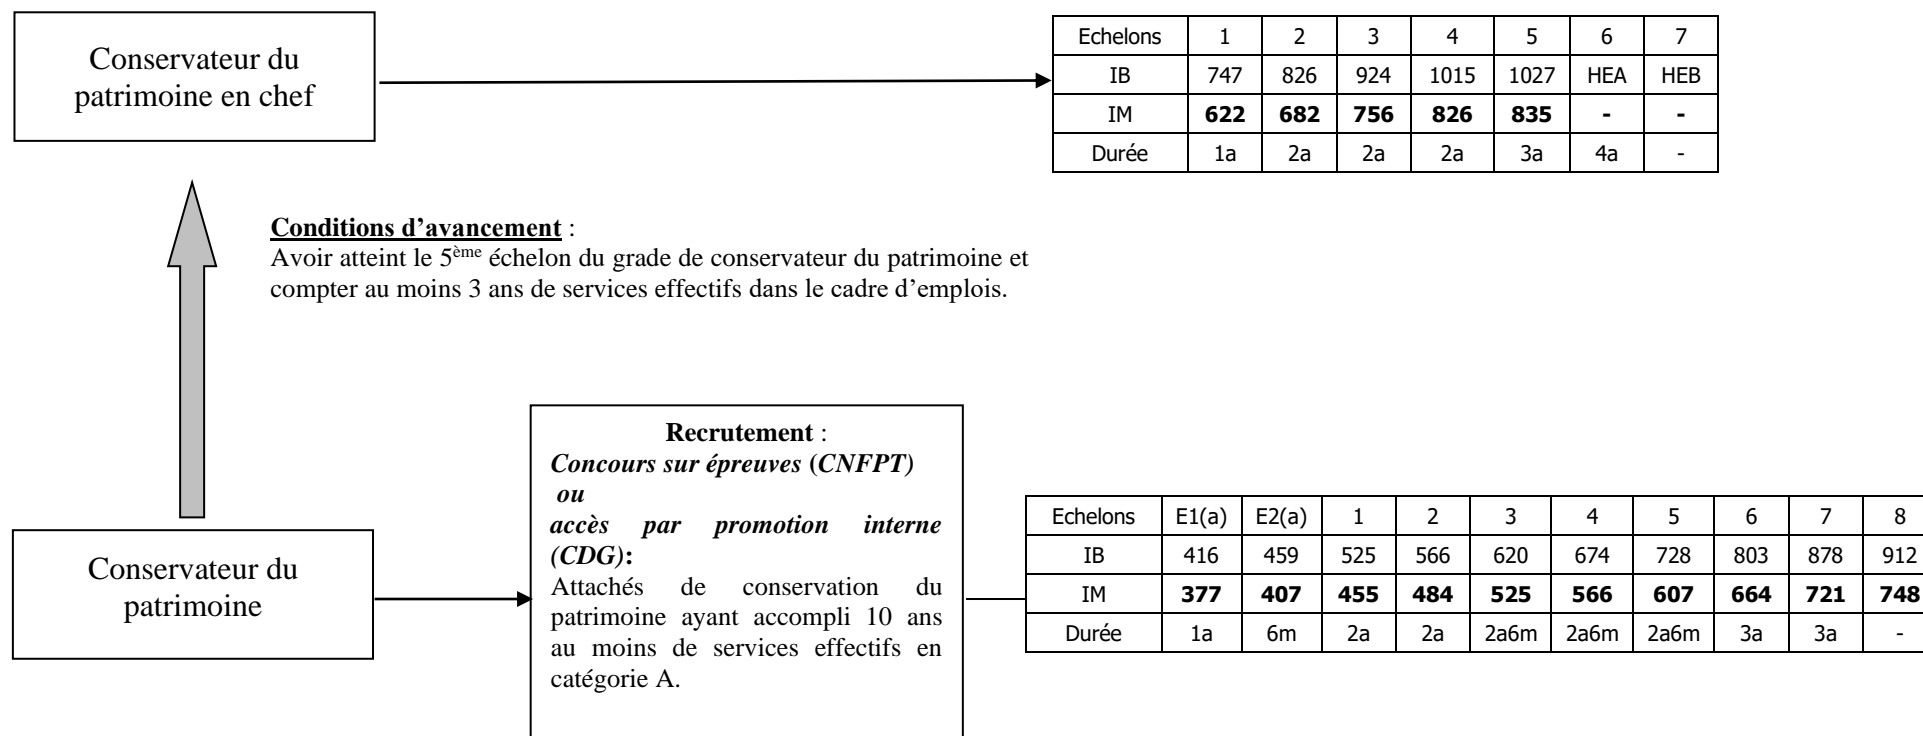 Conservateur du
patrimoine en chef
Echelons 1 2 3 4 5 6 7
IB 747 826 924 1015 1027 HEA HEB
IM 622 682 756 826 835 - -
Durée 1a 2a 2a 2a 3a 4a -
Conditions d’avancement :
Avoir atteint le 5ème échelon du grade de conservateur du patrimoine et
compter au moins 3 ans de services effectifs dans le cadre d’emplois.
Conservateur du
patrimoine
Recrutement :
Concours sur épreuves (CNFPT)
ou
accès par promotion interne
(CDG):
Attachés de conservation du
patrimoine ayant accompli 10 ans
au moins de services effectifs en
catégorie A.
Echelons E1(a) E2(a) 1 2 3 4 5 6 7 8
IB 416 459 525 566 620 674 728 803 878 912
IM 377 407 455 484 525 566 607 664 721 748
Durée 1a 6m 2a 2a 2a6m 2a6m 2a6m 3a 3a -